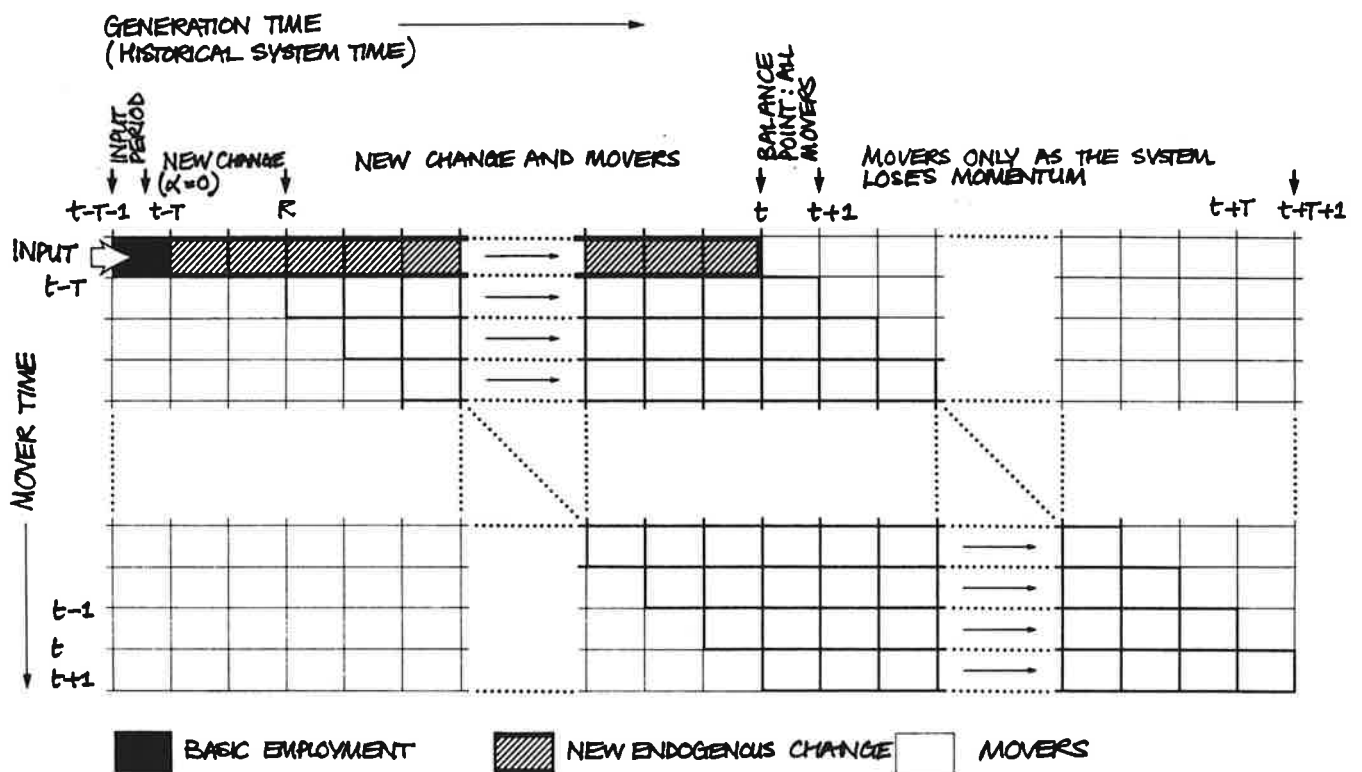 GENERATION TIME
(HISTORICAL SYSTEM TIME)
INPUT
PERIOD
BALANCE
POINT: ALL
MOVERS
NEW CHANGE
(α=0)
NEW CHANGE AND MOVERS
MOVERS ONLY AS THE SYSTEM
LOSES MOMENTUM
t-T-1 t-T R t t+1 t+T t+T+1
INPUT
t-T
MOVER TIME
t-1
t
t+1
BASIC EMPLOYMENT NEW ENDOGENOUS CHANGE MOVERS